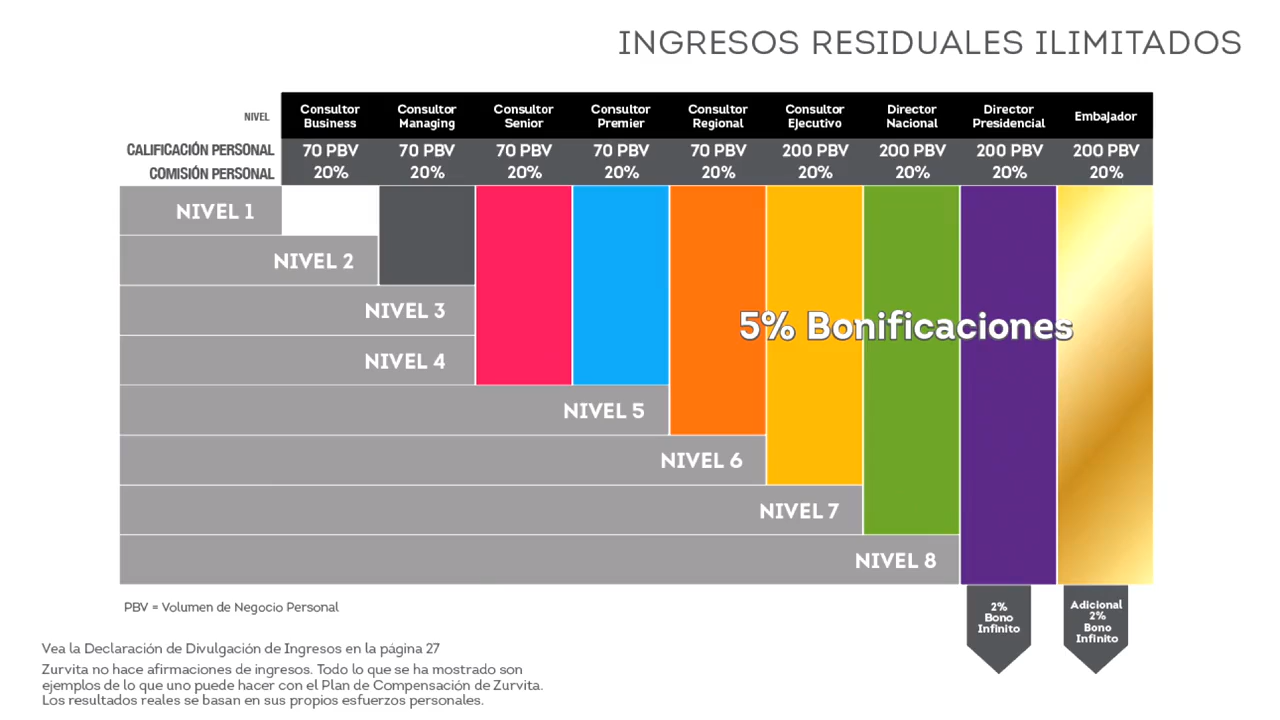 INGRESOS RESIDUALES ILIMITADOS
NIVEL
Consultor Business
Consultor Managing
Consultor Senior
Consultor Premier
Consultor Regional
Consultor Ejecutivo
Director Nacional
Director Presidencial
Embajador
CALIFICACIÓN PERSONAL 70 PBV 70 PBV 70 PBV 70 PBV 70 PBV 200 PBV 200 PBV 200 PBV 200 PBV
COMISIÓN PERSONAL 20% 20% 20% 20% 20% 20% 20% 20% 20%
NIVEL 1
NIVEL 2
NIVEL 3
5% Bonificaciones
NIVEL 4
NIVEL 5
NIVEL 6
NIVEL 7
NIVEL 8
PBV = Volumen de Negocio Personal
2%
Bono
Infinito
Adicional
2%
Bono
Infinito
Vea la Declaración de Divulgación de Ingresos en la página 27
Zurvita no hace afirmaciones de ingresos. Todo lo que se ha mostrado son
ejemplos de lo que uno puede hacer con el Plan de Compensación de Zurvita.
Los resultados reales se basan en sus propios esfuerzos personales.